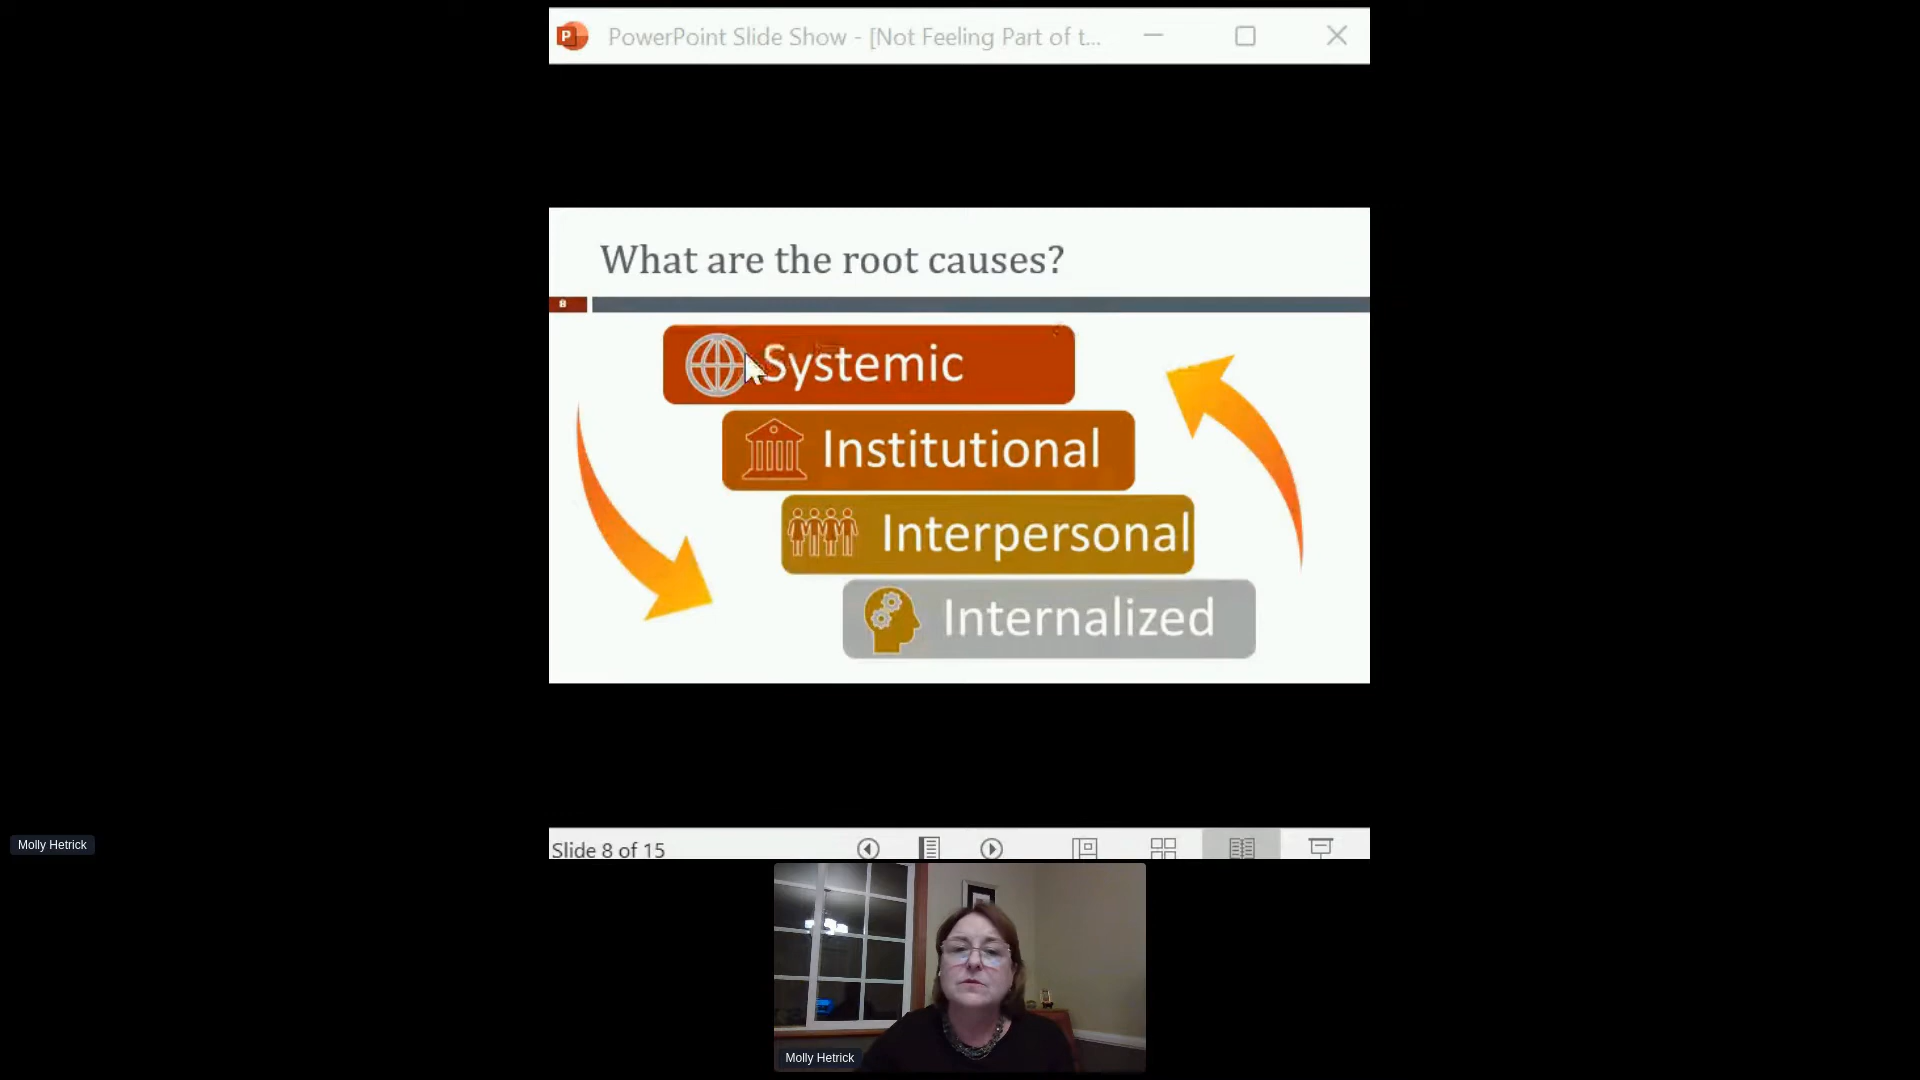 PowerPoint Slide Show - [Not Feeling Part of t...
What are the root causes?
8
Systemic
Institutional
Interpersonal
Internalized
Slide 8 of 15
Molly Hetrick
Molly Hetrick